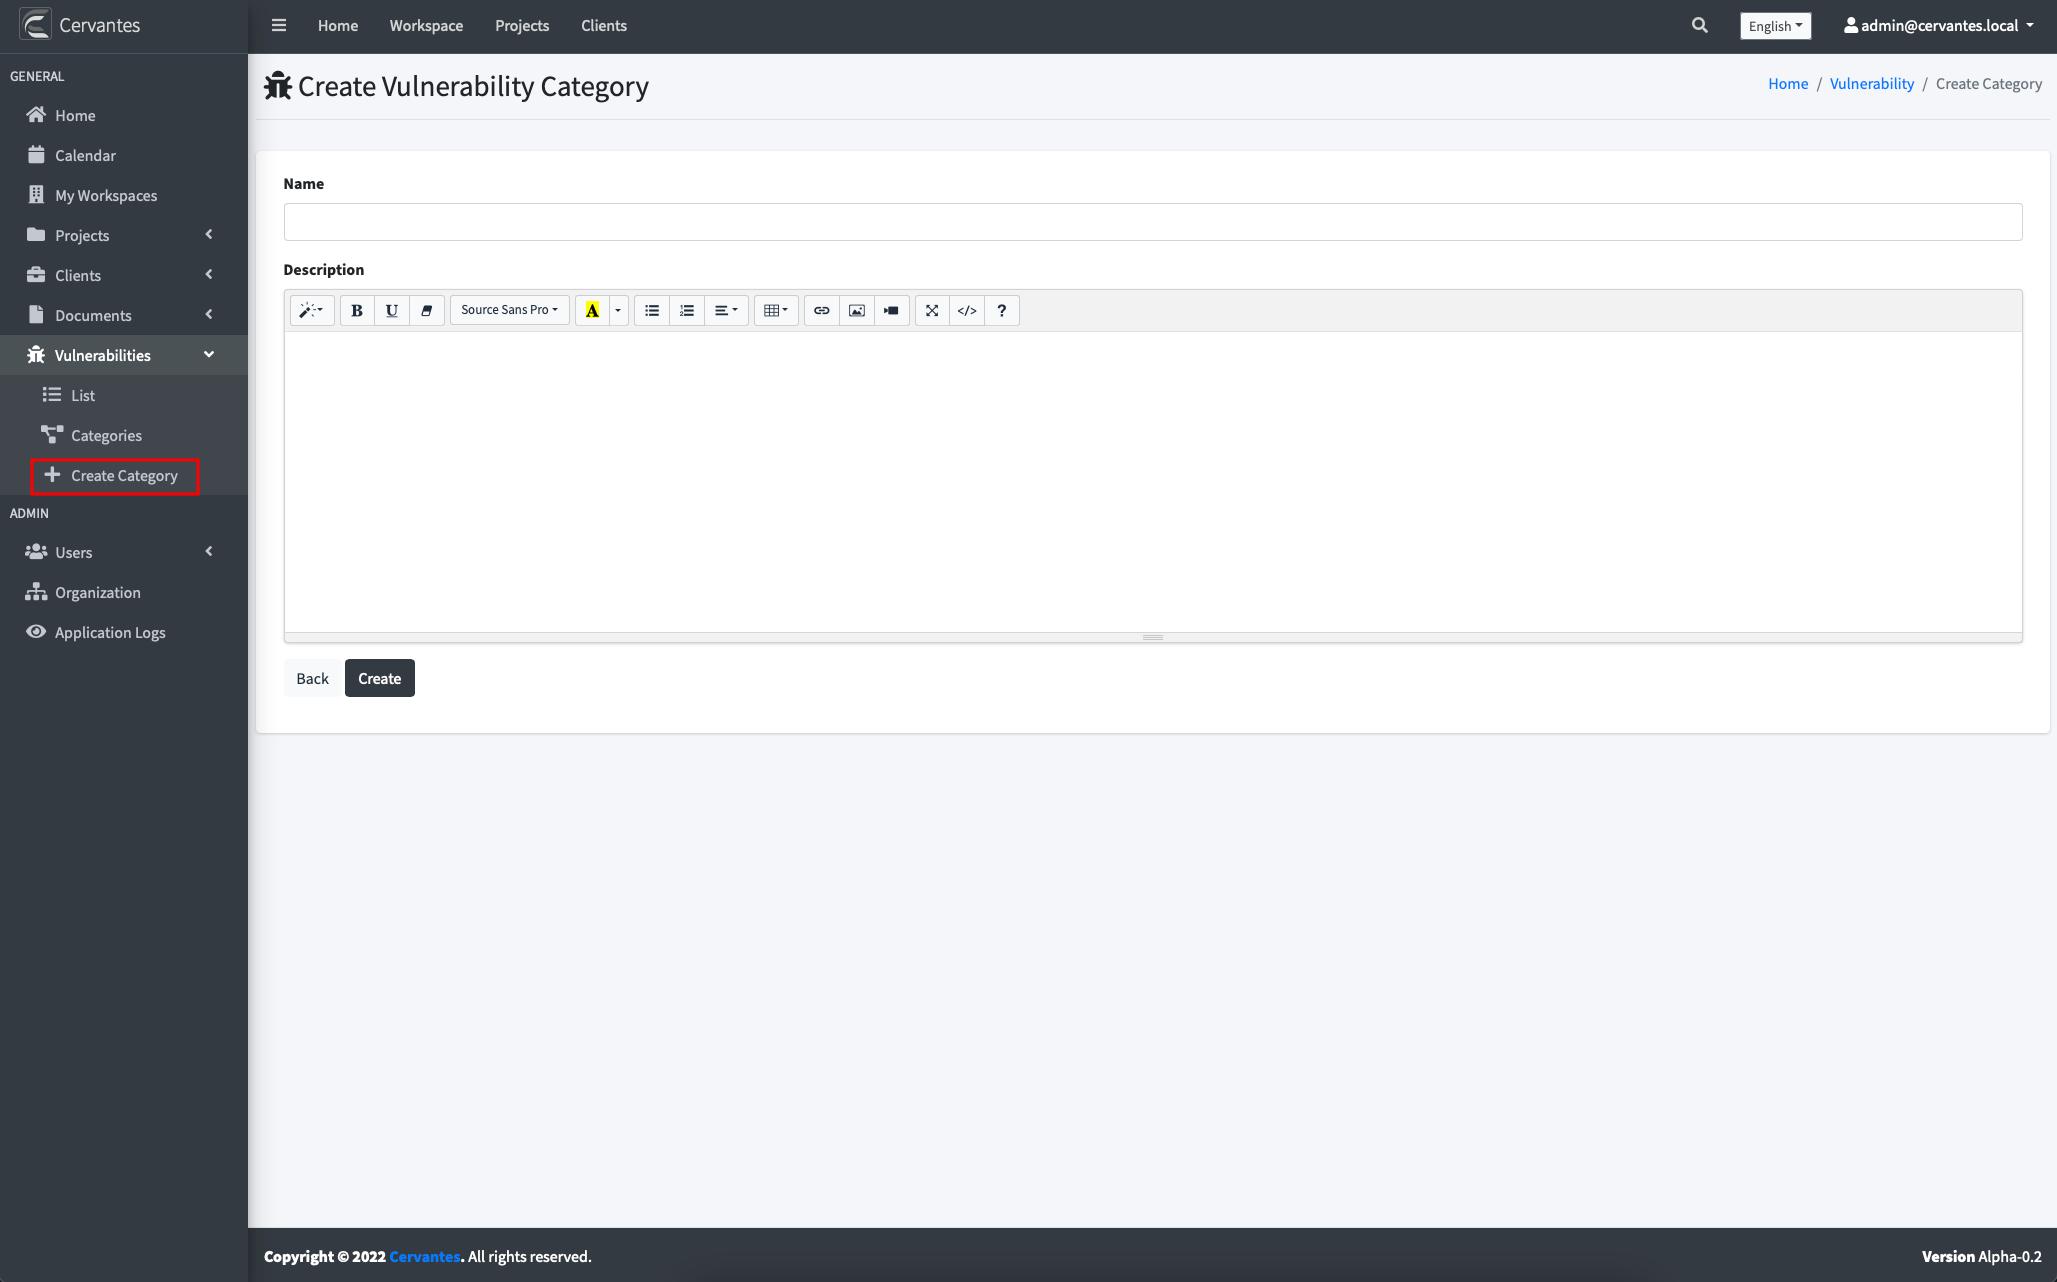 Cervantes
Home
Workspace
Projects
Clients
English
admin@cervantes.local
GENERAL
Home
Calendar
My Workspaces
Projects
Clients
Documents
Vulnerabilities
List
Categories
Create Category
ADMIN
Users
Organization
Application Logs
Create Vulnerability Category
Home / Vulnerability / Create Category
Name
Description
B U Source Sans Pro A </> ?
Back Create
Copyright © 2022 Cervantes. All rights reserved.
Version Alpha-0.2